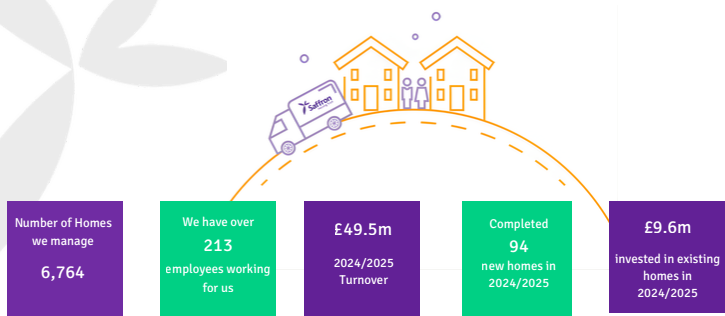 Saffron
Number of Homes
we manage
6,764
We have over
213
employees working
for us
£49.5m
2024/2025
Turnover
Completed
94
new homes in
2024/2025
£9.6m
invested in existing
homes in
2024/2025